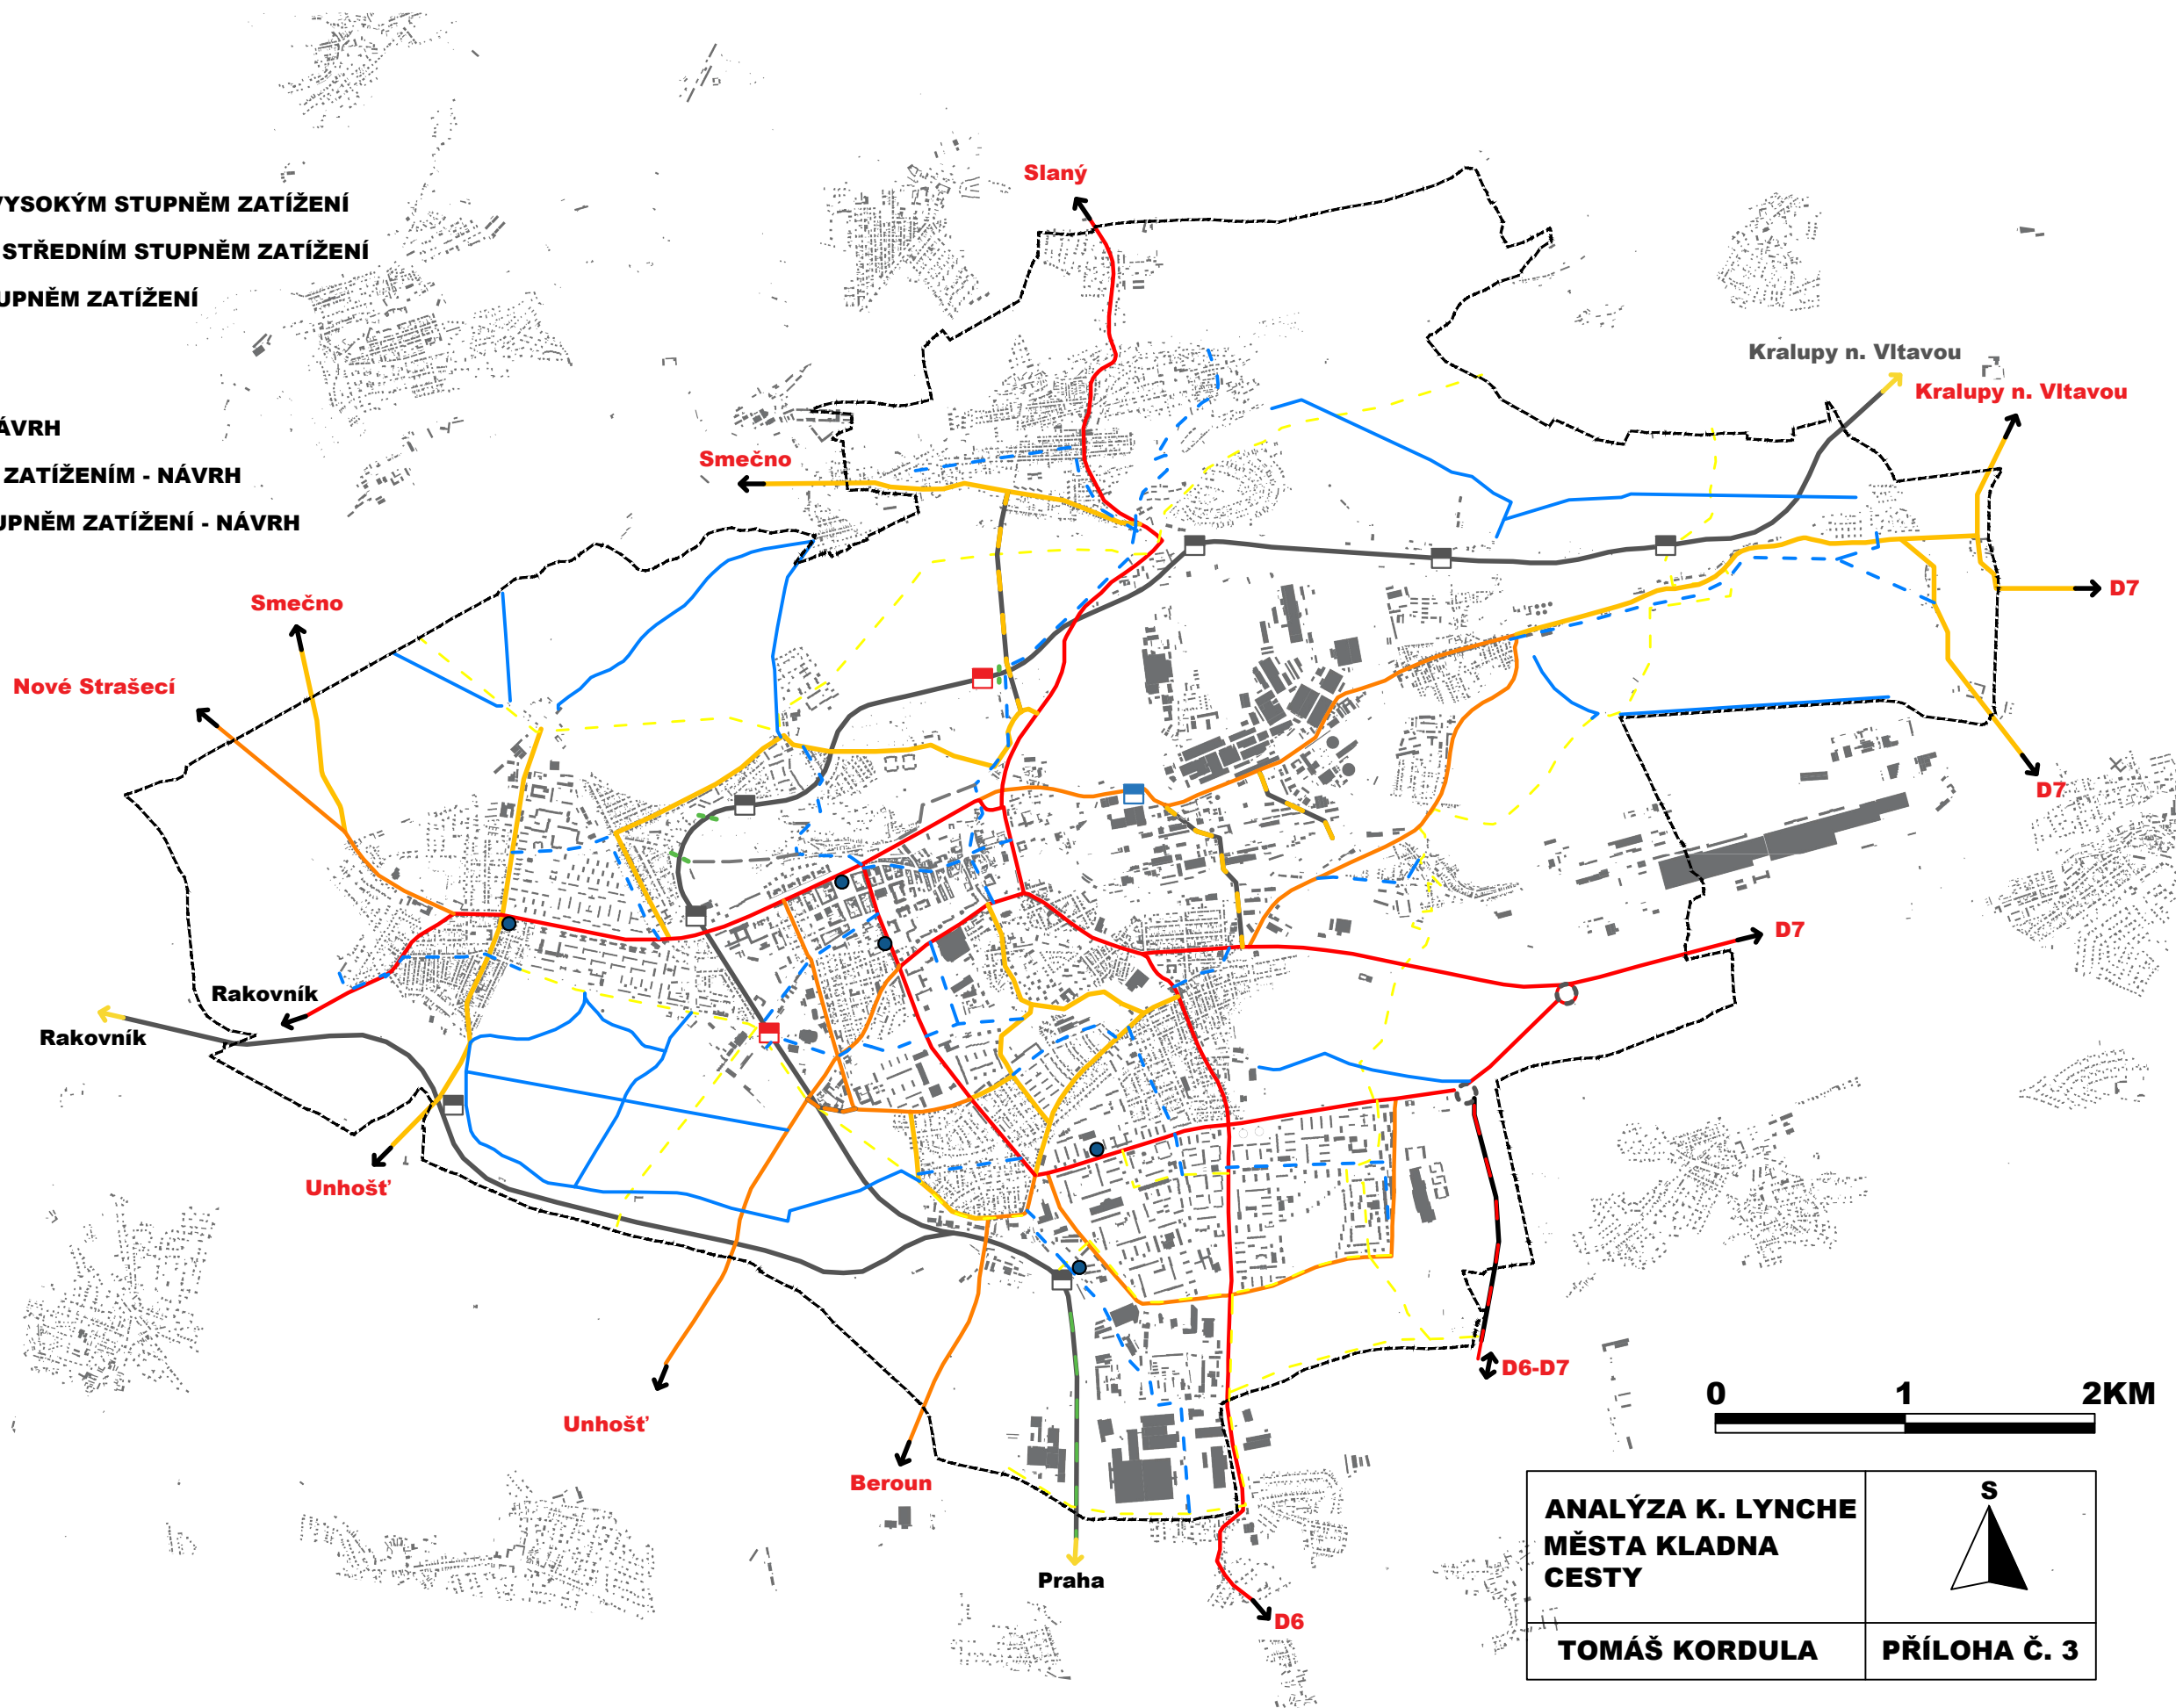 VYSOKÝM STUPNĚM ZATÍŽENÍ
STŘEDNÍM STUPNĚM ZATÍŽENÍ
UPNĚM ZATÍŽENÍ
ÁVRH
ZATÍŽENÍM - NÁVRH
UPNĚM ZATÍŽENÍ - NÁVRH
Slaný
Kralupy n. Vltavou
Kralupy n. Vltavou
Smečno
D7
Smečno
Nové Strašecí
D7
D7
Rakovník
Rakovník
Unhošť
D6-D7
Unhošť
Beroun
Praha
D6
0 1 2KM
ANALÝZA K. LYNCHE
MĚSTA KLADNA
CESTY
S
TOMÁŠ KORDULA
PŘÍLOHA Č. 3